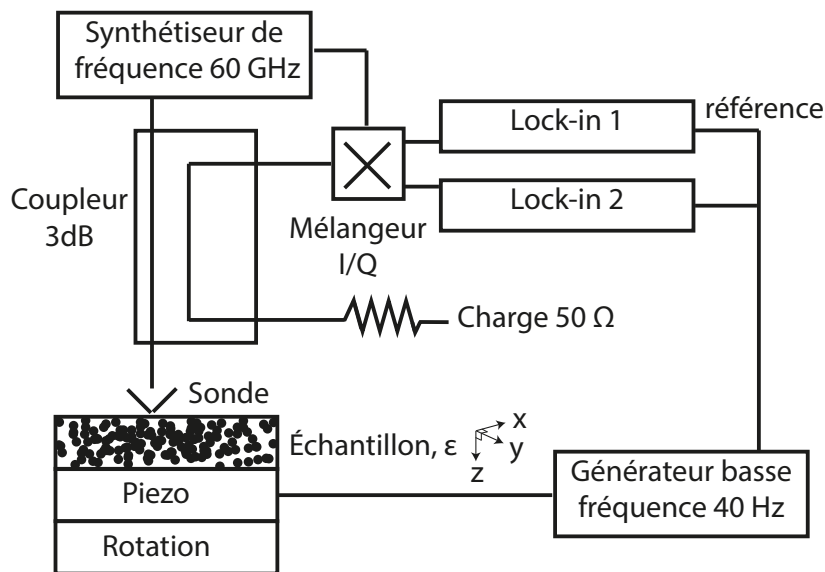 Synthétiseur de
fréquence 60 GHz
Lock-in 1
référence
Lock-in 2
Coupleur
3dB
Mélangeur
I/Q
Charge 50 Ω
Sonde
Échantillon, ε
x
y
z
Piezo
Générateur basse
fréquence 40 Hz
Rotation